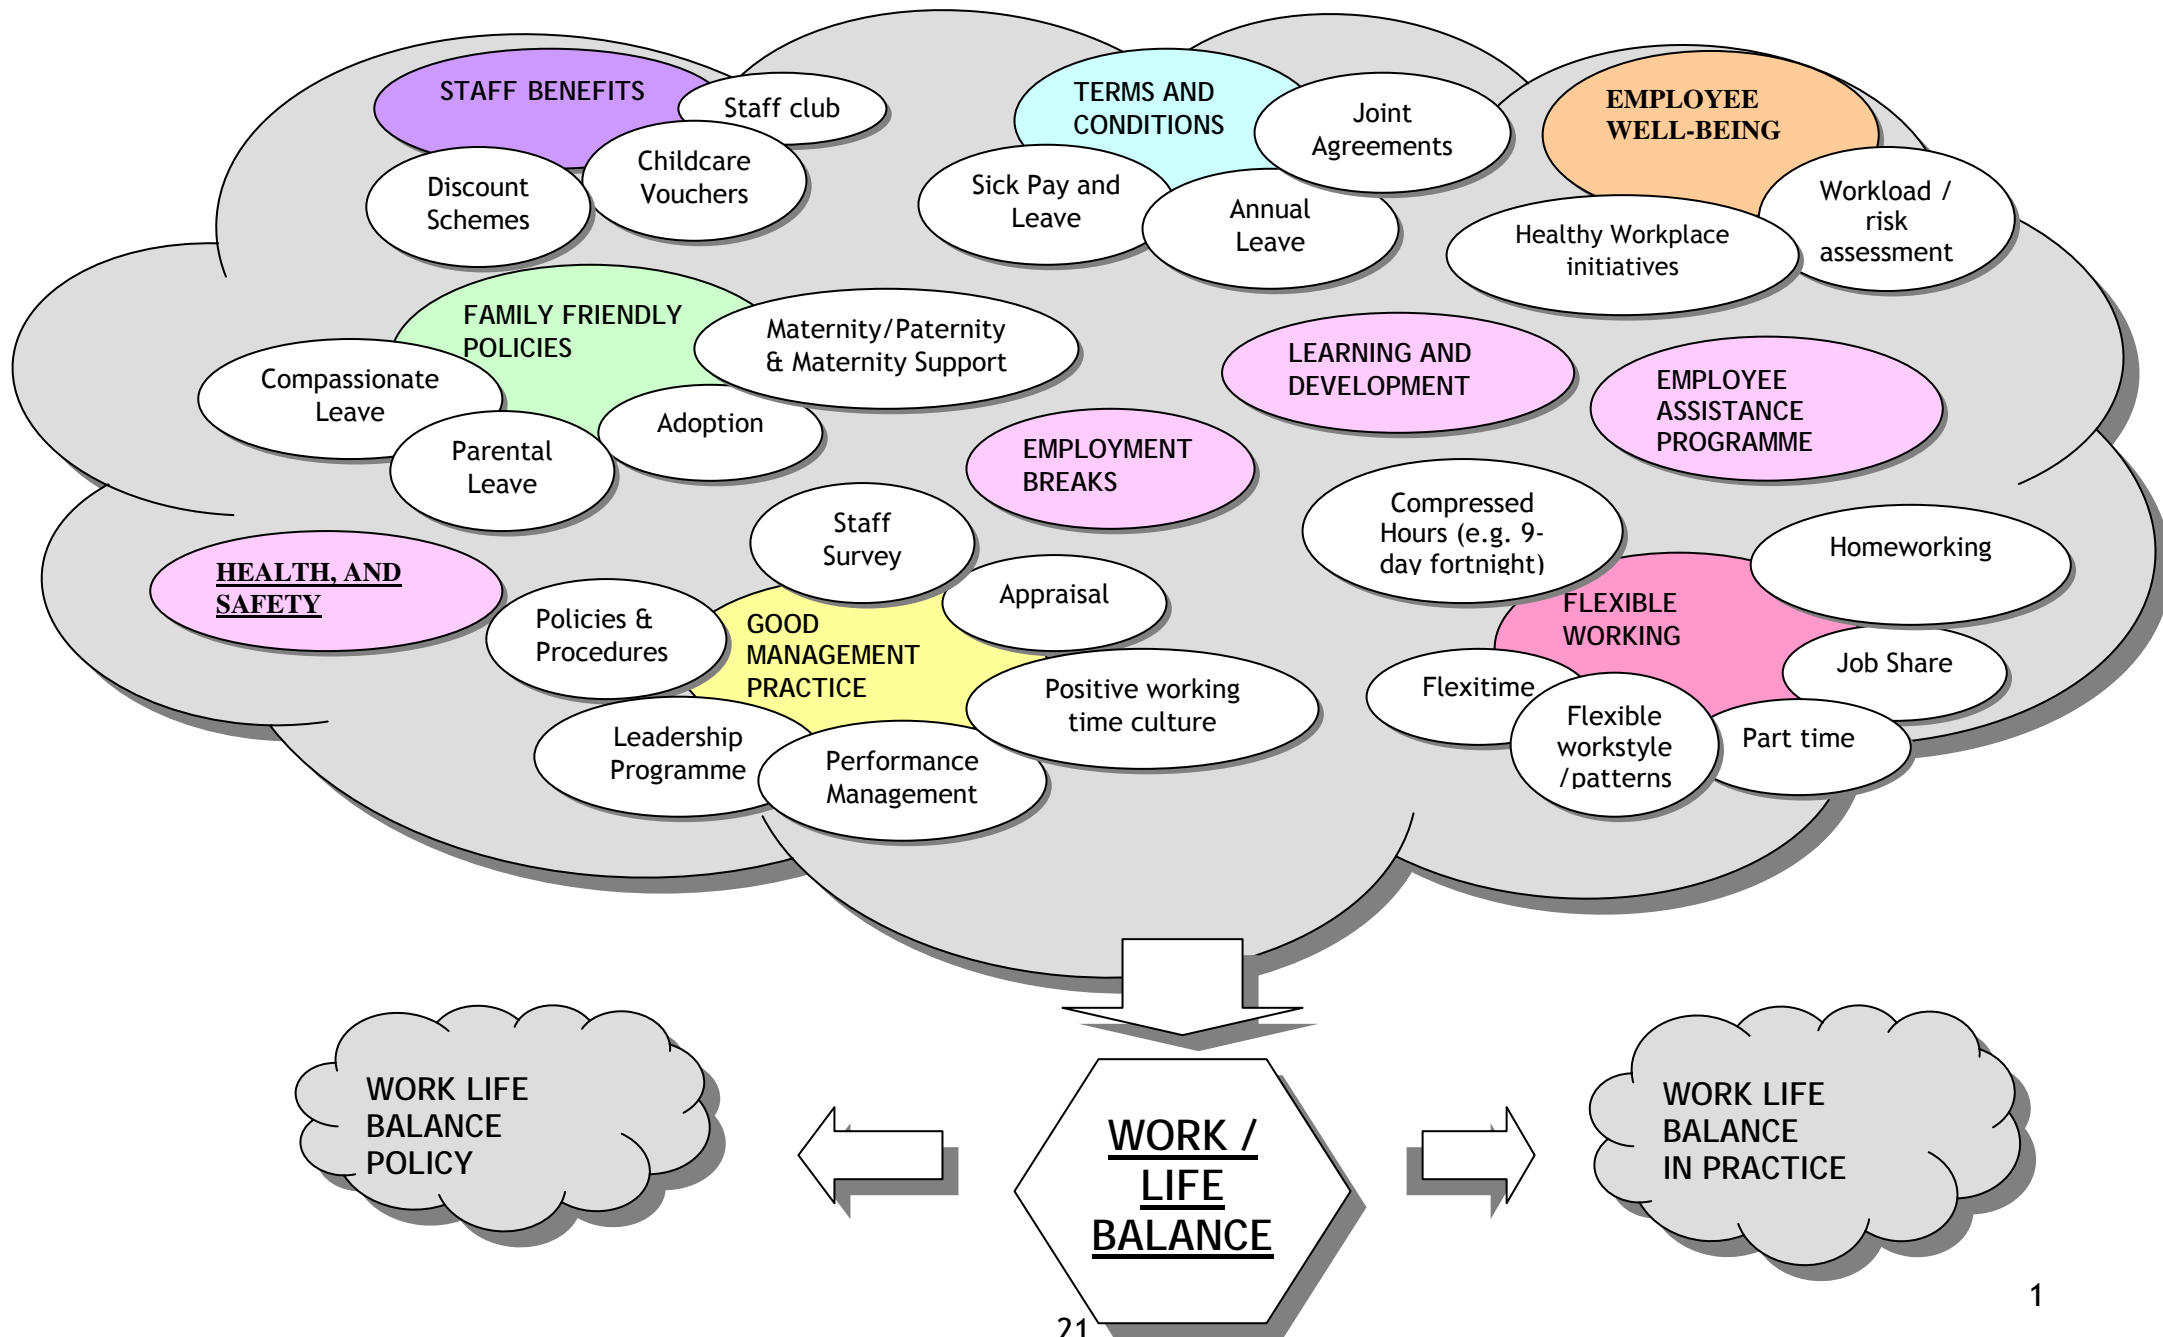 STAFF BENEFITS
Staff club
Childcare
Vouchers
Discount
Schemes
TERMS AND
CONDITIONS
Joint
Agreements
Sick Pay and
Leave
Annual
Leave
EMPLOYEE
WELL-BEING
Workload /
risk
assessment
Healthy Workplace
initiatives
FAMILY FRIENDLY
POLICIES
Maternity/Paternity
& Maternity Support
Compassionate
Leave
Parental
Leave
Adoption
LEARNING AND
DEVELOPMENT
EMPLOYEE
ASSISTANCE
PROGRAMME
EMPLOYMENT
BREAKS
HEALTH, AND
SAFETY
Staff
Survey
Appraisal
Policies &
Procedures
GOOD
MANAGEMENT
PRACTICE
Positive working
time culture
Leadership
Programme
Performance
Management
Compressed
Hours (e.g. 9-
day fortnight)
Homeworking
FLEXIBLE
WORKING
Flexitime
Job Share
Flexible
workstyle
/patterns
Part time
WORK LIFE
BALANCE
POLICY
WORK /
LIFE
BALANCE
WORK LIFE
BALANCE
IN PRACTICE
1
21